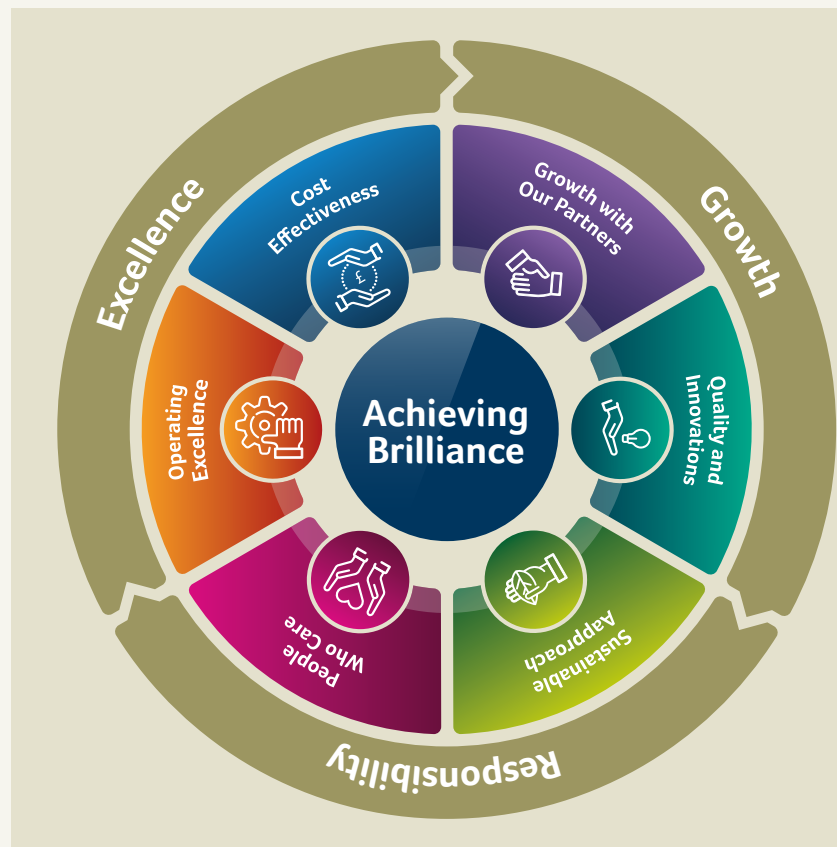 Excellence
Growth
Responsibility
Cost
Effectiveness
Growth with
Our Partners
Quality and
Innovations
Sustainable
Aapproach
People
Who Care
Operating
Excellence
£
Achieving
Brilliance